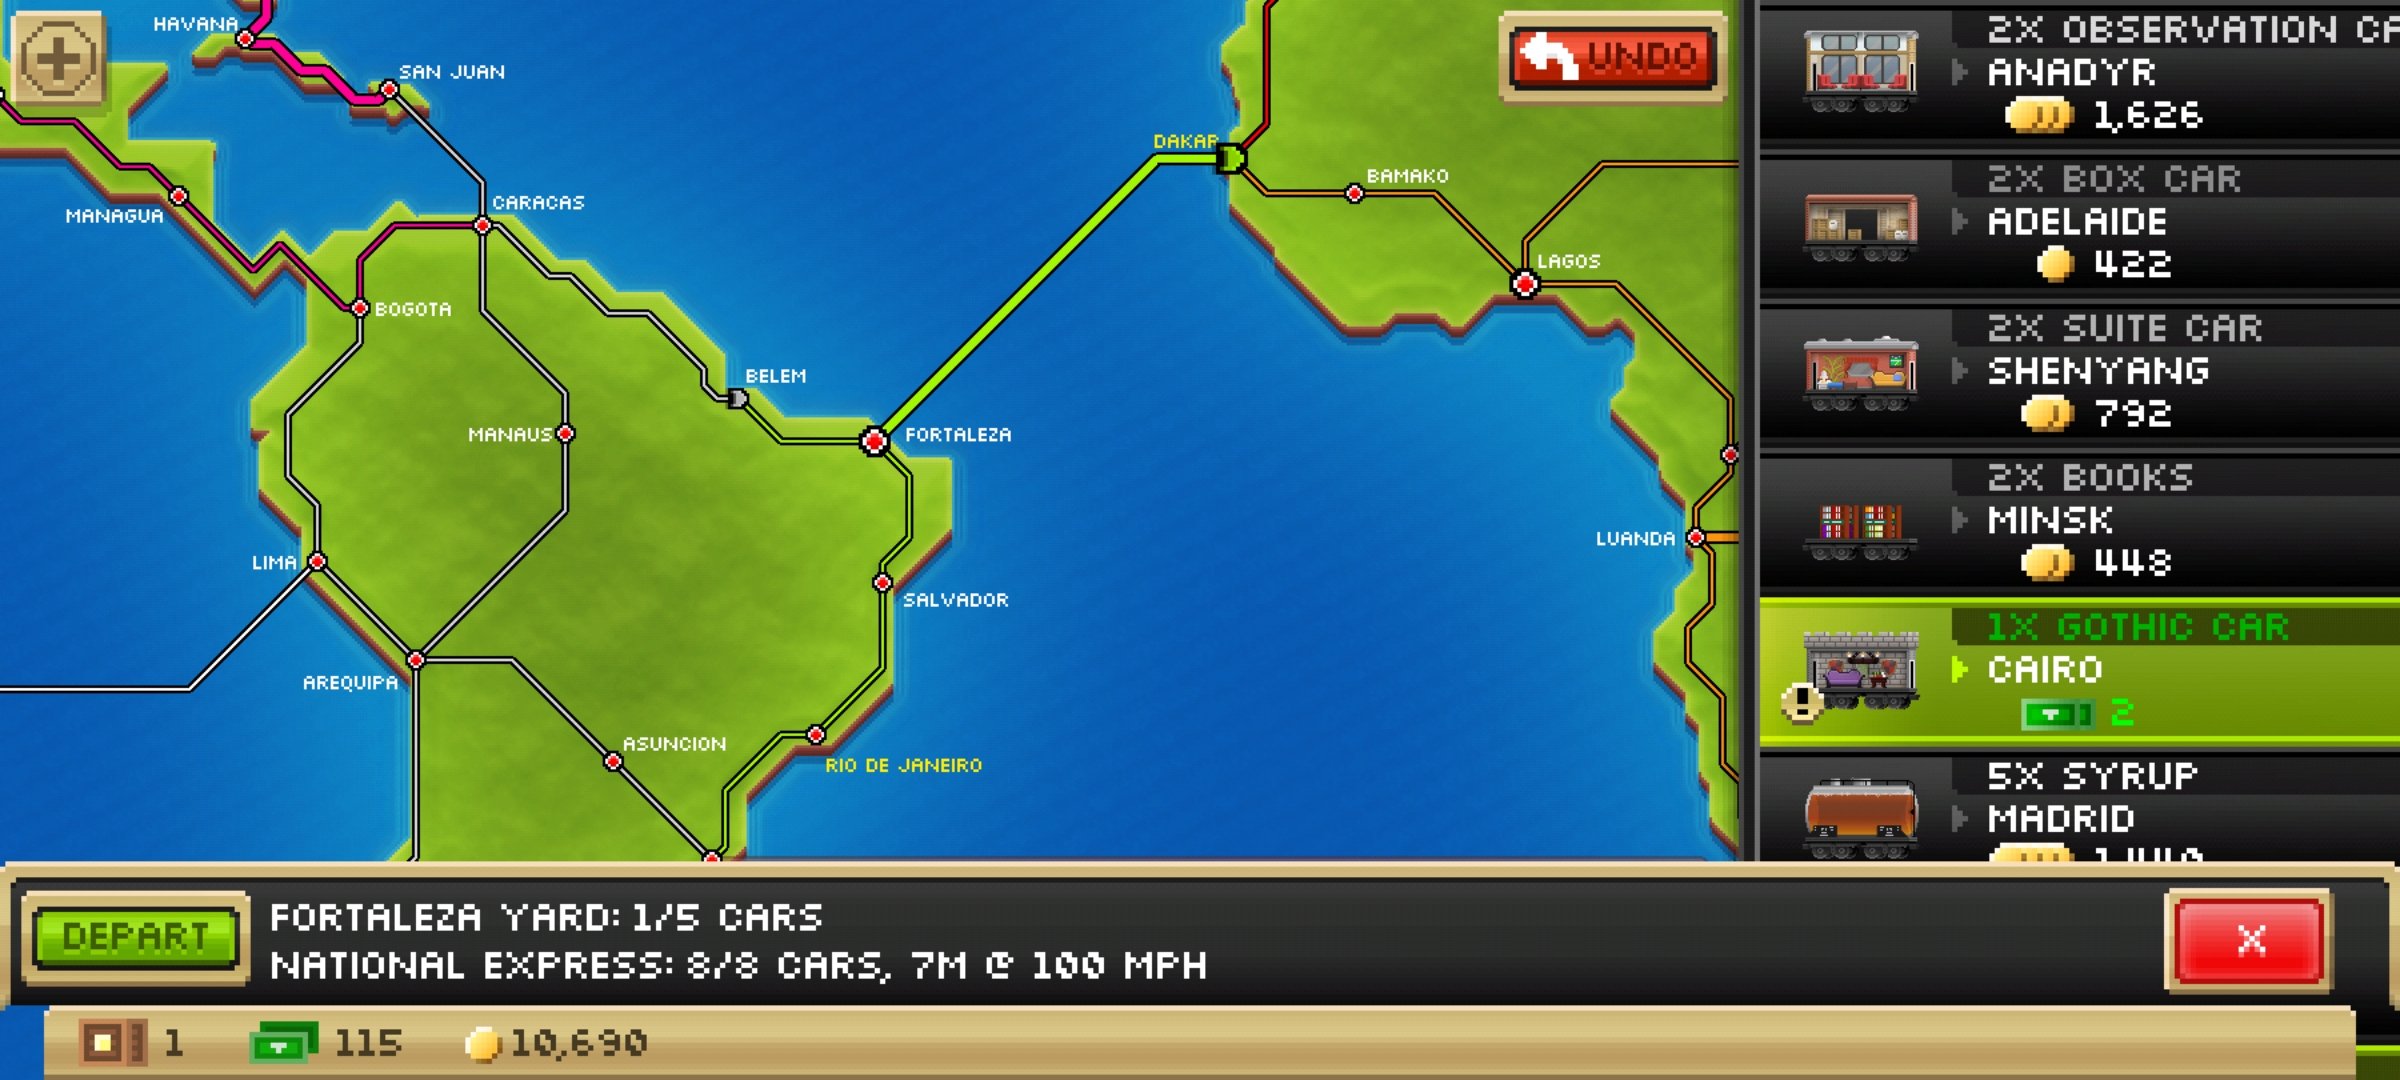 HAVANA
SAN JUAN
UNDO
DAKAR
BAMAKO
CARACAS
MANAGUA
LAGOS
BOGOTA
BELEM
MANAUS
FORTALEZA
LUANDA
LIMA
SALVADOR
AREQUIPA
ASUNCION
RIO DE JANEIRO
2X OBSERVATION CA
ANADYR
1,626
2X BOX CAR
ADELAIDE
422
2X SUITE CAR
SHENYANG
792
2X BOOKS
MINSK
448
1X GOTHIC CAR
CAIRO
2
5X SYRUP
MADRID
DEPART
FORTALEZA YARD: 1/5 CARS
NATIONAL EXPRESS: 8/8 CARS, 7M @ 100 MPH
X
1
115
10,690